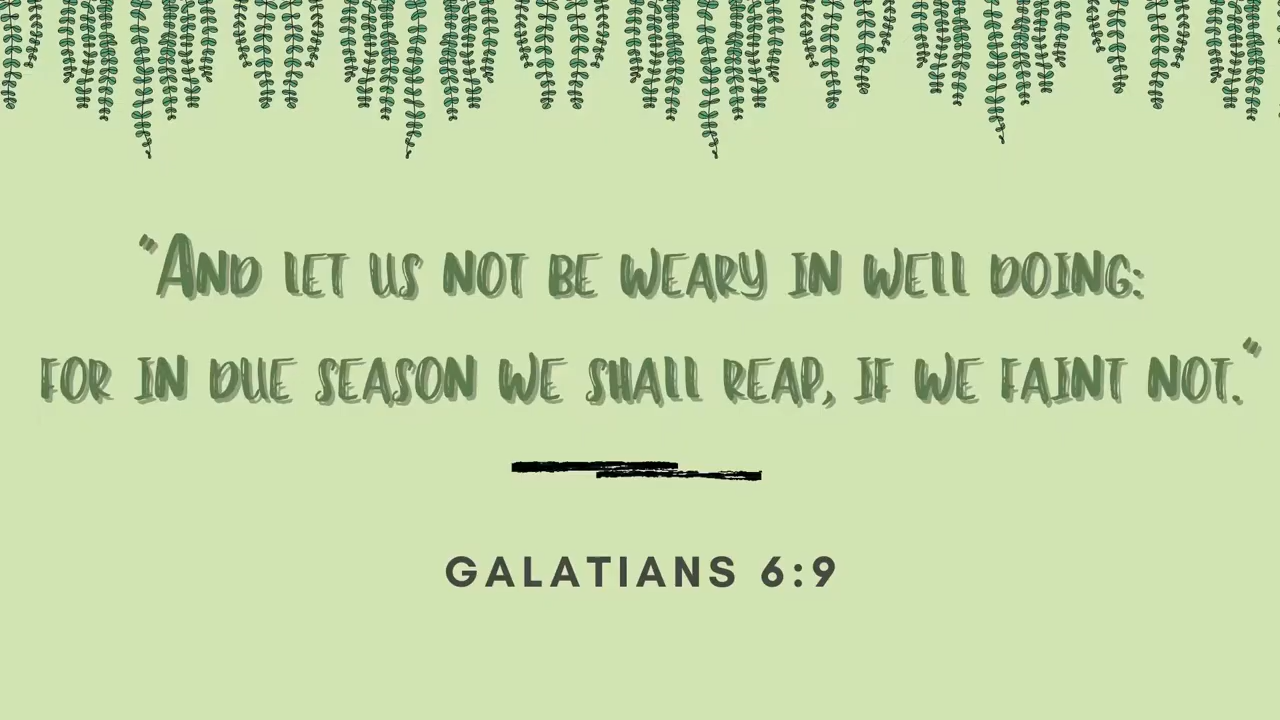 "And let us not be weary in well doing:
for in due season we shall reap, if we faint not."
GALATIANS 6:9